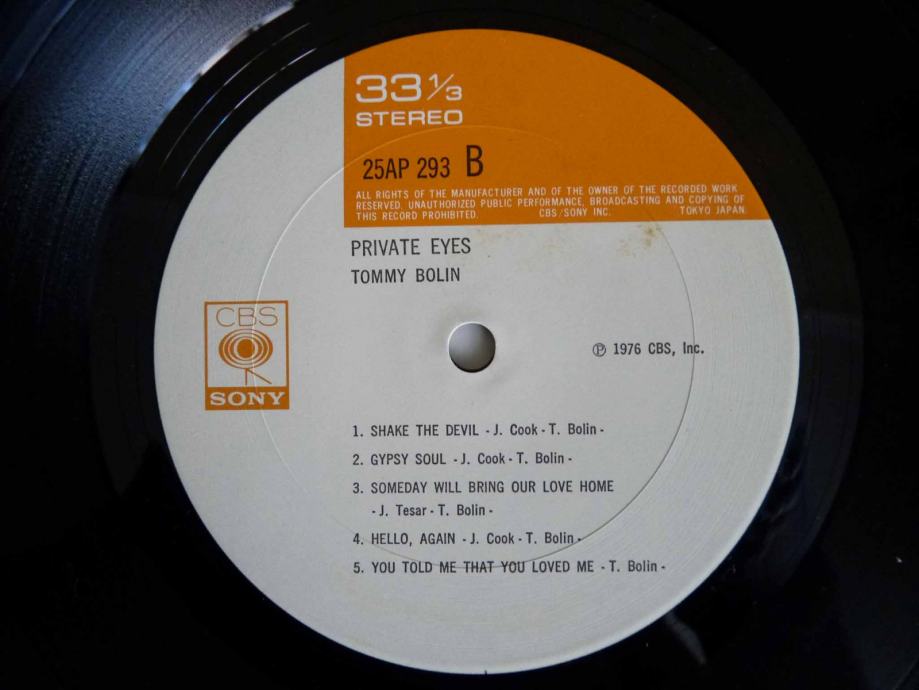 33 1/3
STEREO
25AP 293 B
ALL RIGHTS OF THE MANUFACTURER AND OF THE OWNER OF THE RECORDED WORK
RESERVED. UNAUTHORIZED PUBLIC PERFORMANCE, BROADCASTING AND COPYING OF
THIS RECORD PROHIBITED. CBS/SONY INC. TOKYO JAPAN.
PRIVATE EYES
TOMMY BOLIN
CBS
SONY
℗ 1976 CBS, Inc.
1. SHAKE THE DEVIL - J. Cook - T. Bolin -
2. GYPSY SOUL - J. Cook - T. Bolin -
3. SOMEDAY WILL BRING OUR LOVE HOME
- J. Tesar - T. Bolin -
4. HELLO, AGAIN - J. Cook - T. Bolin -
5. YOU TOLD ME THAT YOU LOVED ME - T. Bolin -